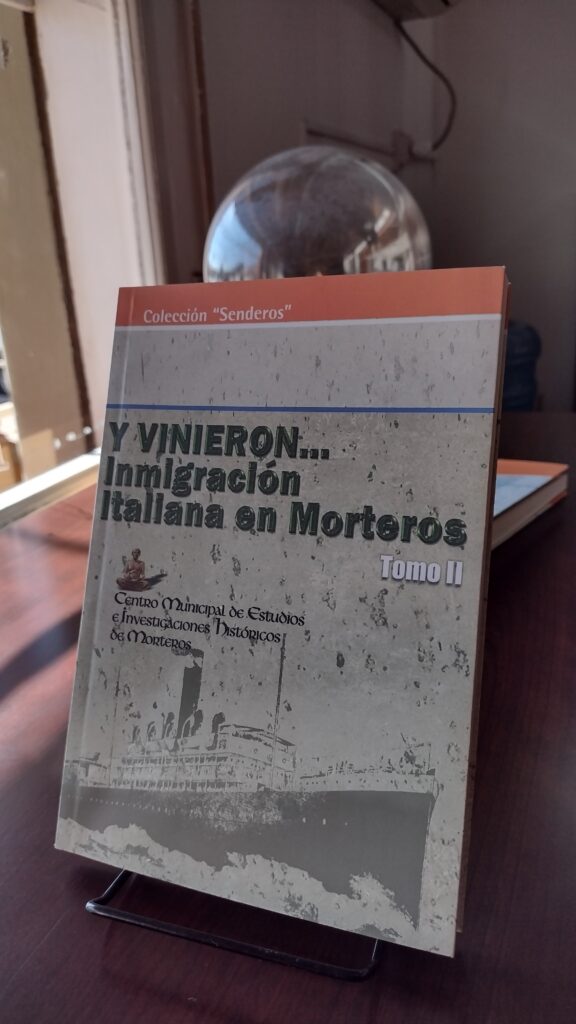 Colección "Senderos"
Y VINIERON...
Inmigración
Italiana en Morteros
Tomo II
Centro Municipal de Estudios
e Investigaciones Históricos
de Morteros